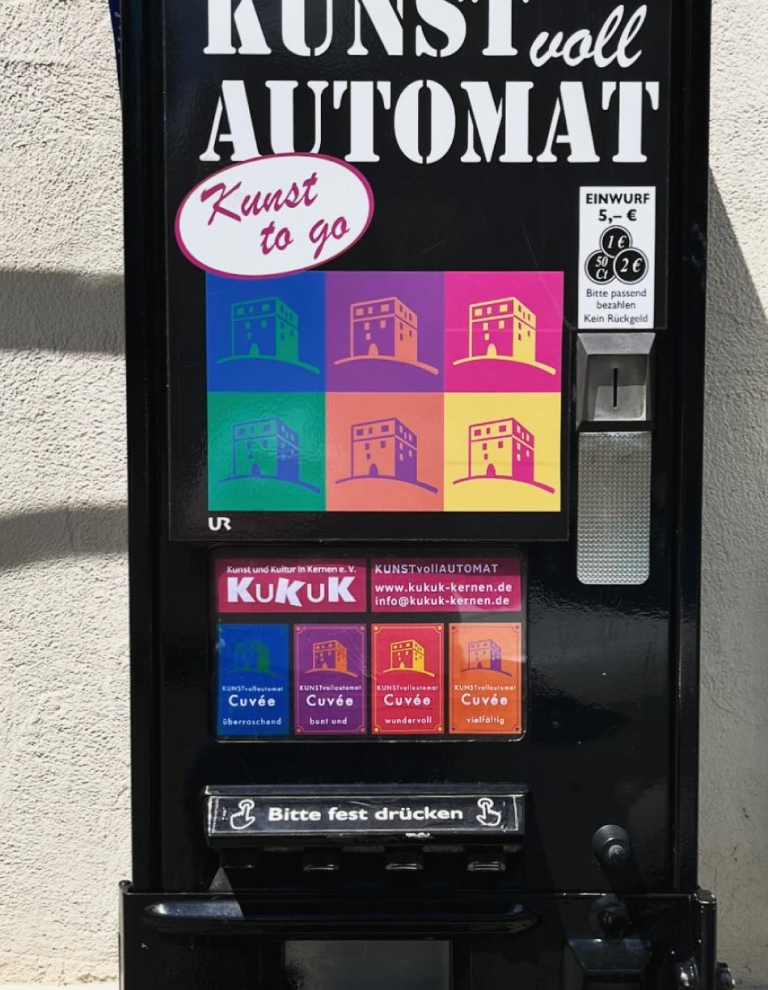 KUNSTvoll
AUTOMAT
Kunst
to go
EINWURF
5,– €
1 €
50 Ct
2 €
Bitte passend
bezahlen
Kein Rückgeld
UR
Kunst und Kultur in Kernen e. V.
KUKUK
KUNSTvollAUTOMAT
www.kukuk-kernen.de
info@kukuk-kernen.de
KUNSTvollautomat
Cuvée
überraschend
KUNSTvollautomat
Cuvée
bunt und
KUNSTvollautomat
Cuvée
wundervoll
KUNSTvollautomat
Cuvée
vielfältig
Bitte fest drücken